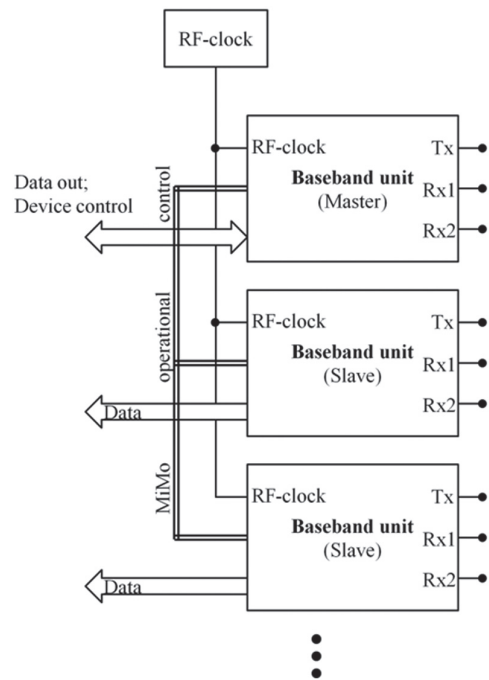 RF-clock
RF-clock
Tx
Baseband unit
(Master)
Rx1
Rx2
Data out;
Device control
control
RF-clock
Tx
Baseband unit
(Slave)
Rx1
Rx2
operational
Data
RF-clock
Tx
Baseband unit
(Slave)
Rx1
Rx2
MiMo
Data